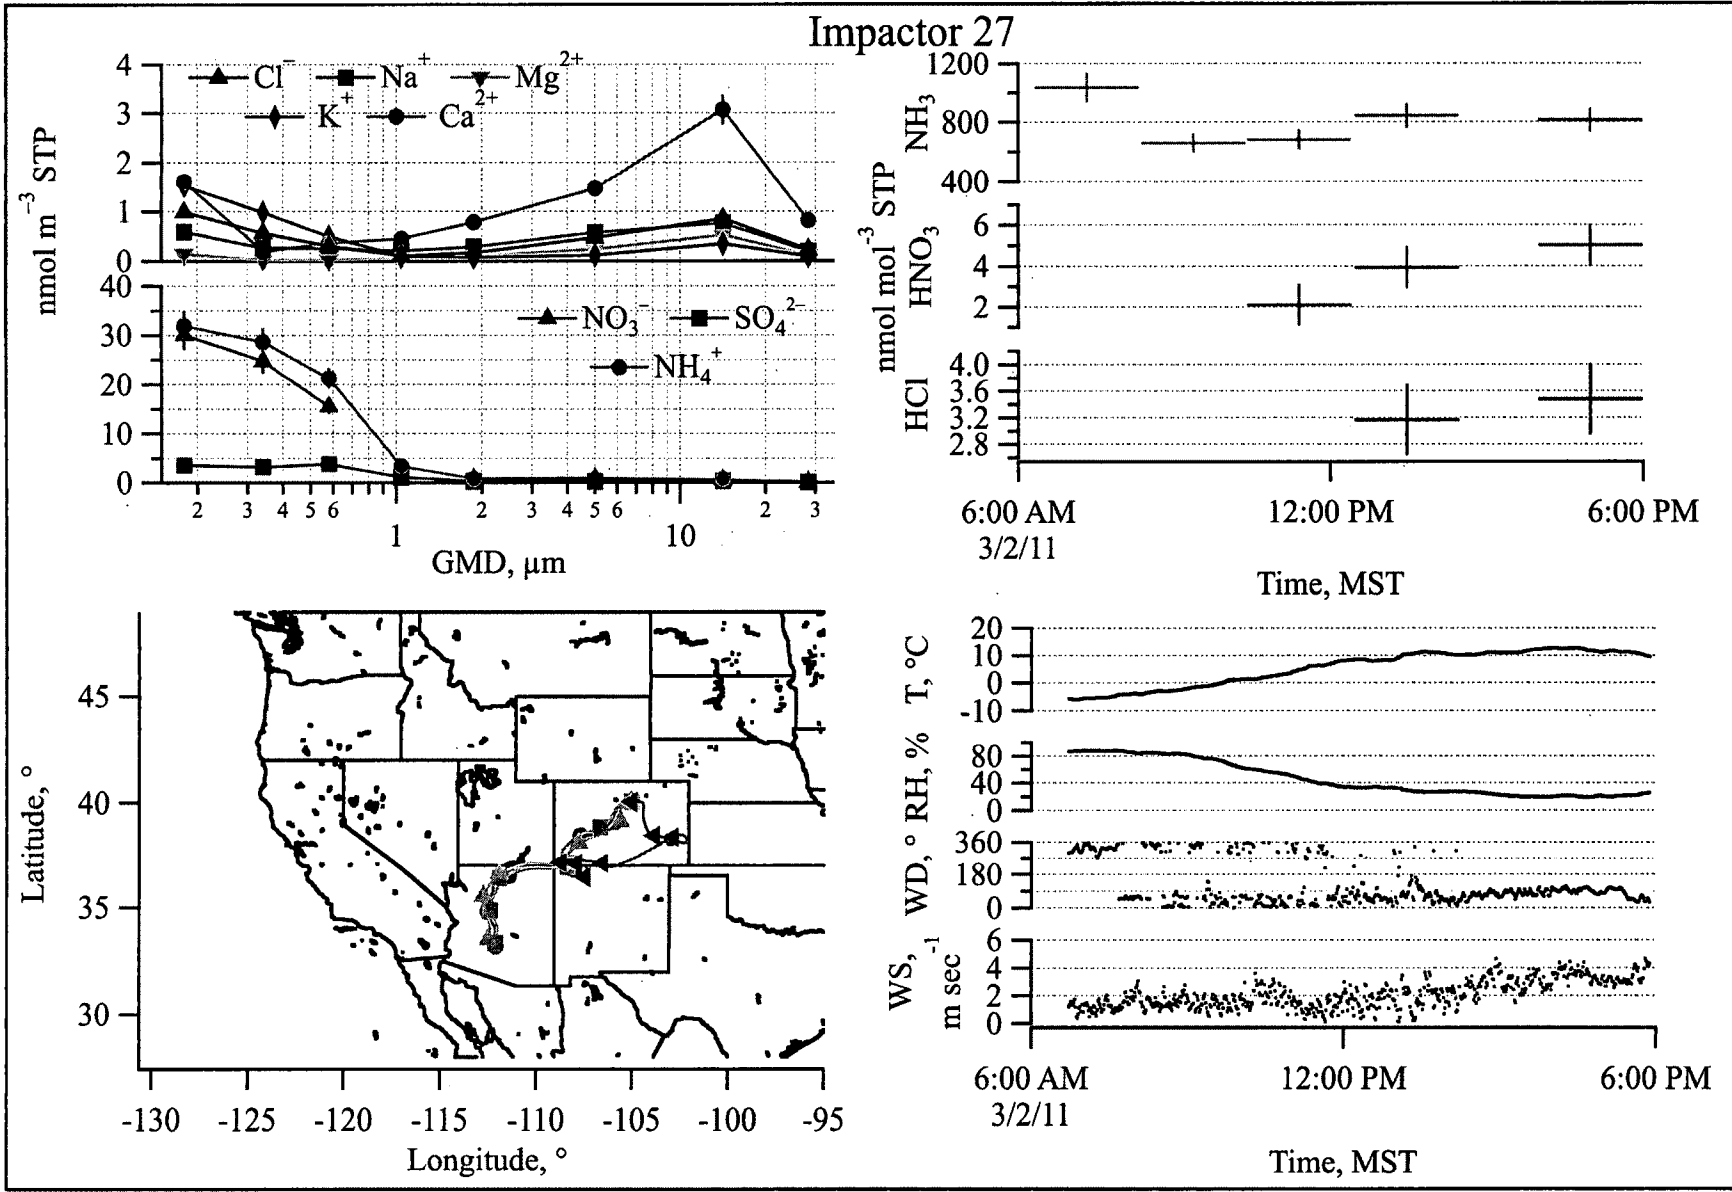 Impactor 27
4
3
2
1
0
Cl⁻ Na⁺ Mg²⁺
K⁺ Ca²⁺
nmol m⁻³ STP
40
30
20
10
0
NO₃⁻ SO₄²⁻
NH₄⁺
2 3 4 5 6 2 3 4 5 6 2 3
1 10
GMD, µm
1200
800
400
NH₃
6
4
2
HNO₃
nmol mol⁻³ STP
4.0
3.6
3.2
2.8
HCl
6:00 AM 12:00 PM 6:00 PM
3/2/11
Time, MST
45
40
35
30
Latitude, °
-130 -125 -120 -115 -110 -105 -100 -95
Longitude, °
20
10
0
-10
T, °C
80
40
0
RH, %
360
180
0
WD, °
6
4
2
0
WS,
m sec⁻¹
6:00 AM 12:00 PM 6:00 PM
3/2/11
Time, MST